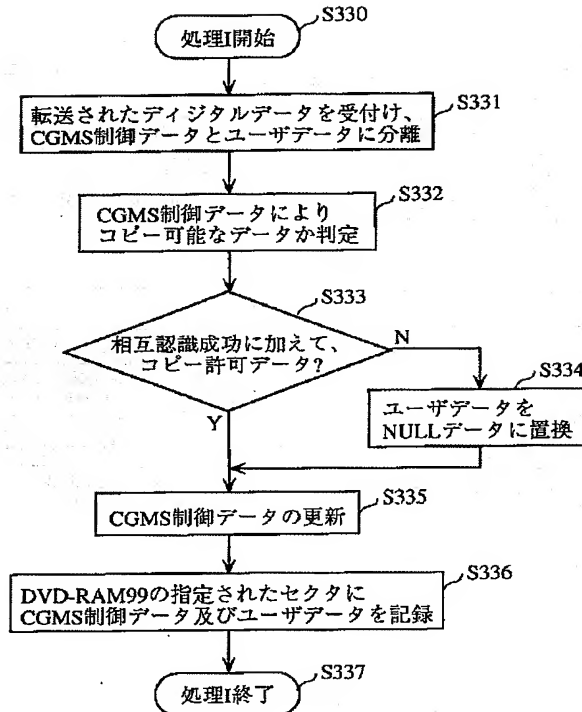 S330
処理I開始
S331
転送されたディジタルデータを受付け、
CGMS制御データとユーザデータに分離
S332
CGMS制御データにより
コピー可能なデータか判定
S333
相互認識成功に加えて、
コピー許可データ?
N
Y
S334
ユーザデータを
NULLデータに置換
S335
CGMS制御データの更新
S336
DVD-RAM99の指定されたセクタに
CGMS制御データ及びユーザデータを記録
S337
処理I終了